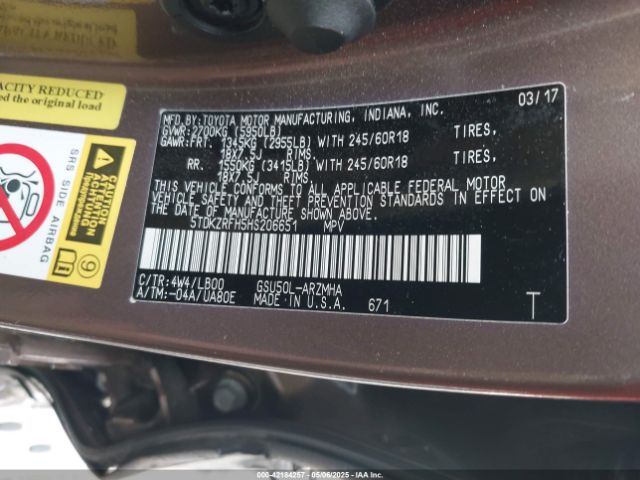 ACITY REDUCED
the original load
SRS SIDE AIRBAG
CAUTION
9
MFD.BY:TOYOTA MOTOR MANUFACTURING, INDIANA, INC. 03/17
GVWR:2700KG (5950LB)
GAWR:FRT. 1345KG (2955LB) WITH 245/60R18 TIRES,
18X7.5J RIMS.
RR. 1550KG (3415LB) WITH 245/60R18 TIRES,
18X7.5J RIMS.
THIS VEHICLE CONFORMS TO ALL APPLICABLE FEDERAL MOTOR
VEHICLE SAFETY AND THEFT PREVENTION STANDARDS IN EFFECT ON
THE DATE OF MANUFACTURE SHOWN ABOVE.
5TDKZRFH5HS206651 MPV
C/TR:4W4/LB00 GSU50L-ARZMHA
A/TM:-04A/UA80E MADE IN U.S.A. 671 T
000-42184257 - 05/06/2025 - IAAI.COM